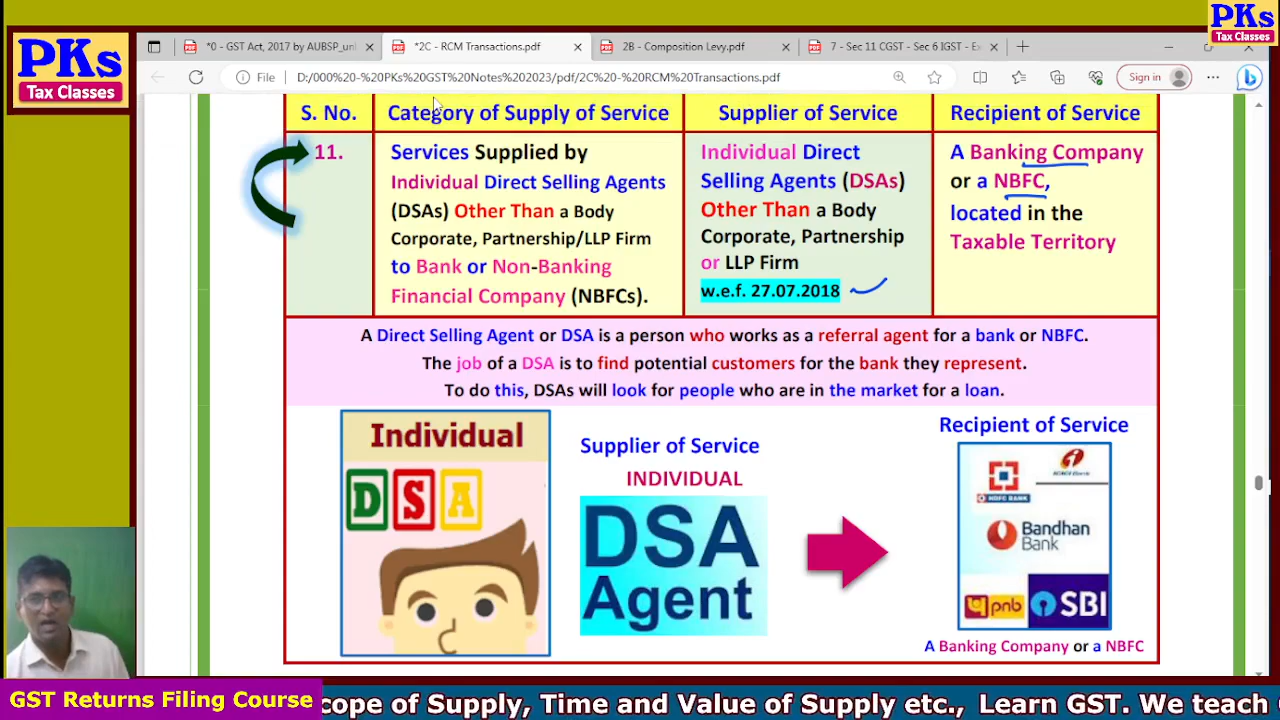 PKs
Tax Classes
PKs
Tax Classes
*0 - GST Act, 2017 by AUBSP_un
*2C - RCM Transactions.pdf
2B - Composition Levy.pdf
7 - Sec 11 CGST - Sec 6 IGST - Ex
File
D:/000%20-%20PKs%20GST%20Notes%202023/pdf/2C%20-%20RCM%20Transactions.pdf
Sign in
S. No.
Category of Supply of Service
Supplier of Service
Recipient of Service
11.
Services Supplied by
Individual Direct Selling Agents
(DSAs) Other Than a Body
Corporate, Partnership/LLP Firm
to Bank or Non-Banking
Financial Company (NBFCs).
Individual Direct
Selling Agents (DSAs)
Other Than a Body
Corporate, Partnership
or LLP Firm
w.e.f. 27.07.2018
A Banking Company
or a NBFC,
located in the
Taxable Territory
A Direct Selling Agent or DSA is a person who works as a referral agent for a bank or NBFC.
The job of a DSA is to find potential customers for the bank they represent.
To do this, DSAs will look for people who are in the market for a loan.
Individual
DSA
Supplier of Service
INDIVIDUAL
DSA
Agent
Recipient of Service
HDFC BANK
ICICI Bank
Bandhan
Bank
pnb
SBI
A Banking Company or a NBFC
GST Returns Filing Course
cope of Supply, Time and Value of Supply etc., Learn GST. We teach